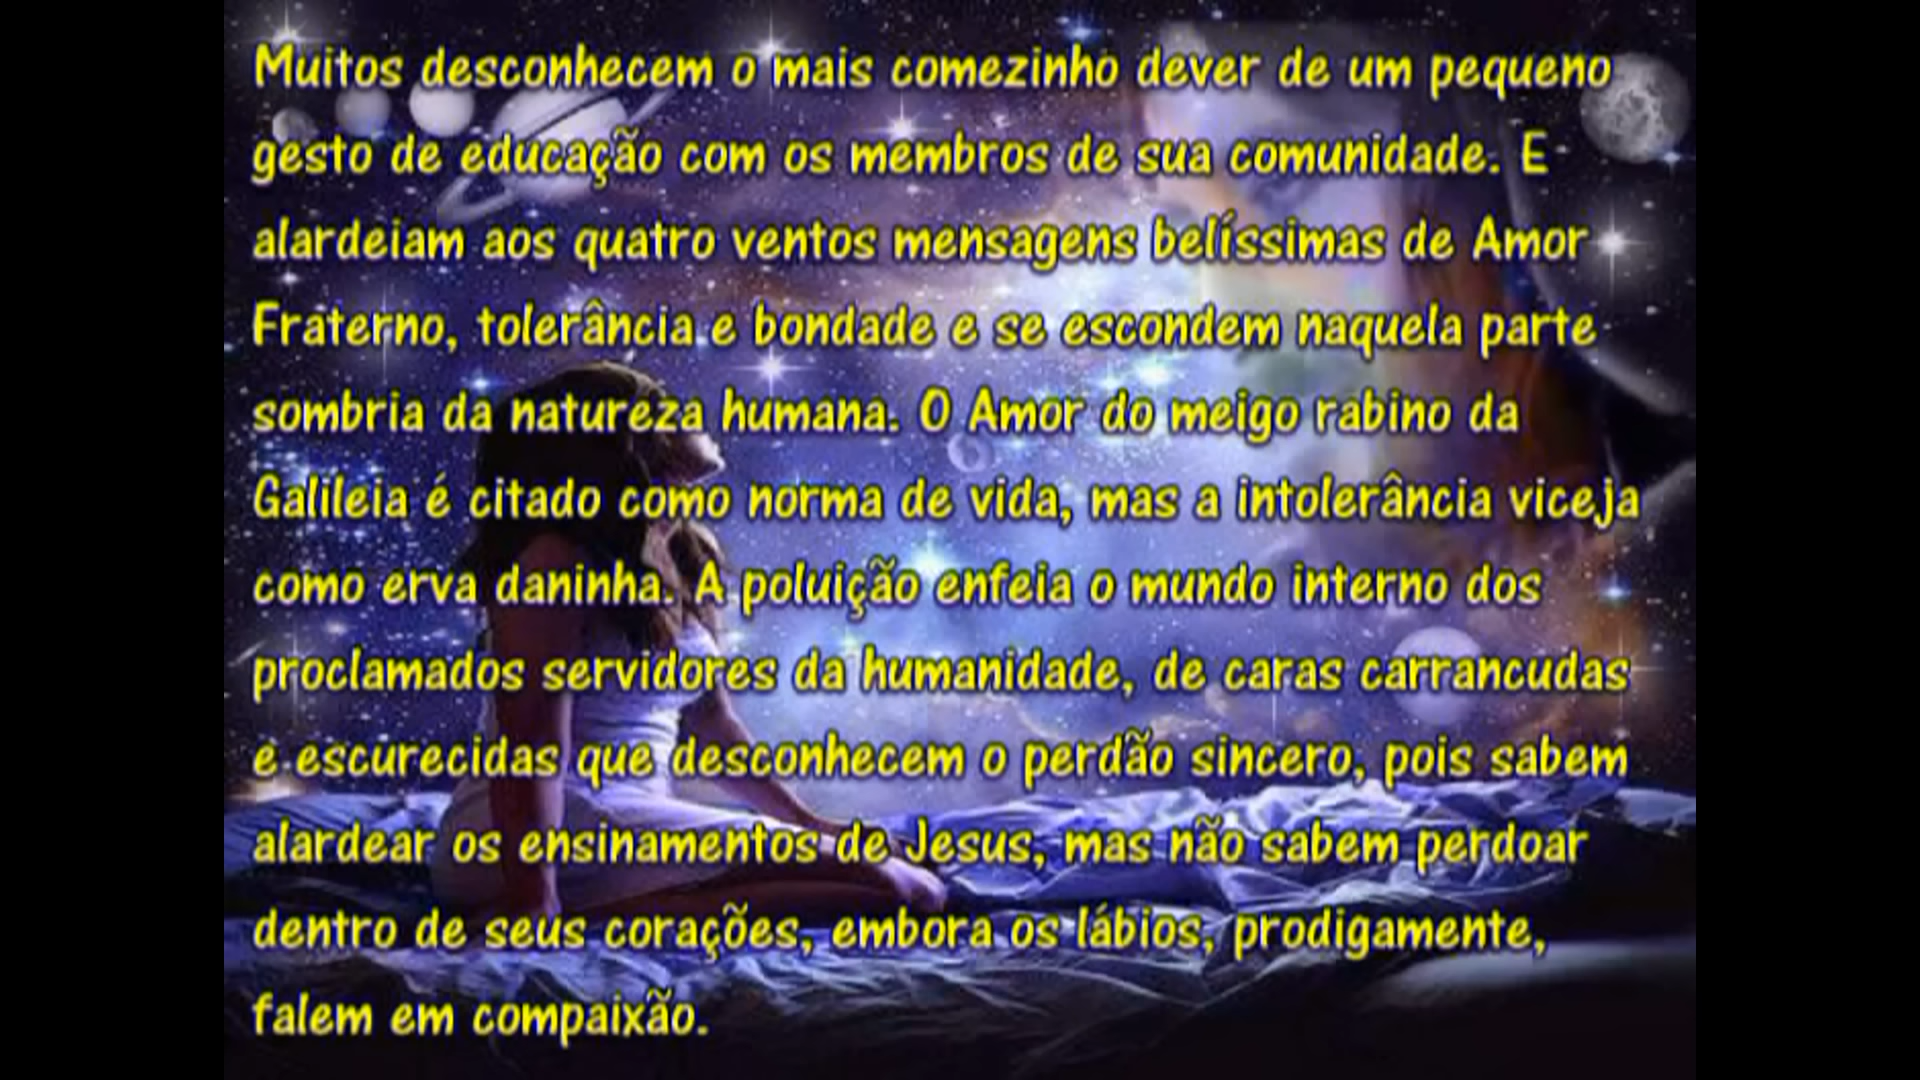 Muitos desconhecem o mais comezinho dever de um pequeno
gesto de educação com os membros de sua comunidade. E
alardeiam aos quatro ventos mensagens belíssimas de Amor
Fraterno, tolerância e bondade e se escondem naquela parte
sombria da natureza humana. O Amor do meigo rabino da
Galileia é citado como norma de vida, mas a intolerância viceja
como erva daninha. A poluição enfeia o mundo interno dos
proclamados servidores da humanidade, de caras carrancudas
e escurecidas que desconhecem o perdão sincero, pois sabem
alardear os ensinamentos de Jesus, mas não sabem perdoar
dentro de seus corações, embora os lábios, prodigamente,
falem em compaixão.